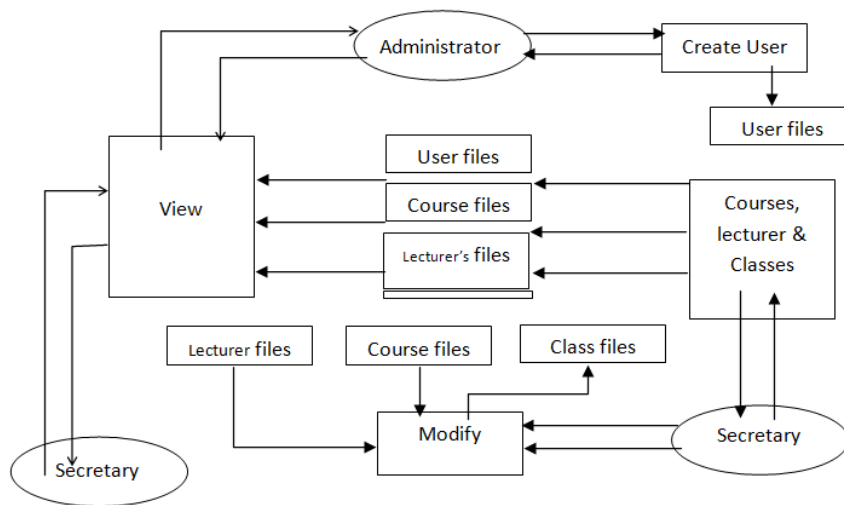 Administrator
Create User
User files
User files
View
Course files
Courses,
lecturer &
Classes
Lecturer's files
Lecturer files
Course files
Class files
Modify
Secretary
Secretary